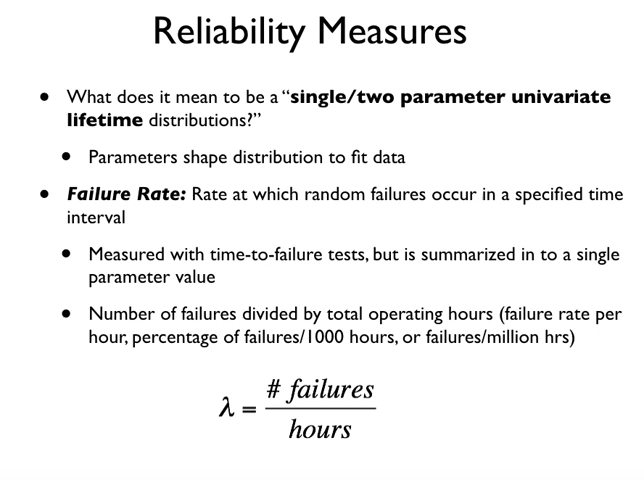 Reliability Measures
• What does it mean to be a “single/two parameter univariate
lifetime distributions?”
• Parameters shape distribution to fit data
• Failure Rate: Rate at which random failures occur in a specified time
interval
• Measured with time-to-failure tests, but is summarized in to a single
parameter value
• Number of failures divided by total operating hours (failure rate per
hour, percentage of failures/1000 hours, or failures/million hrs)
λ = # failures
hours